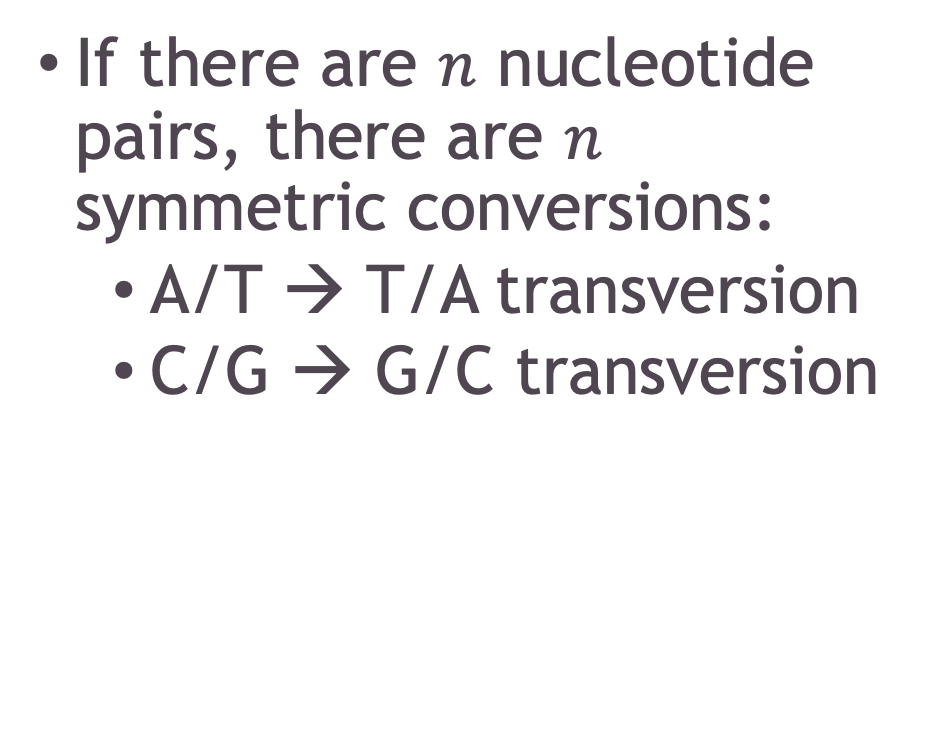 • If there are 𝑛 nucleotide
pairs, there are 𝑛
symmetric conversions:
• A/T → T/A transversion
• C/G → G/C transversion